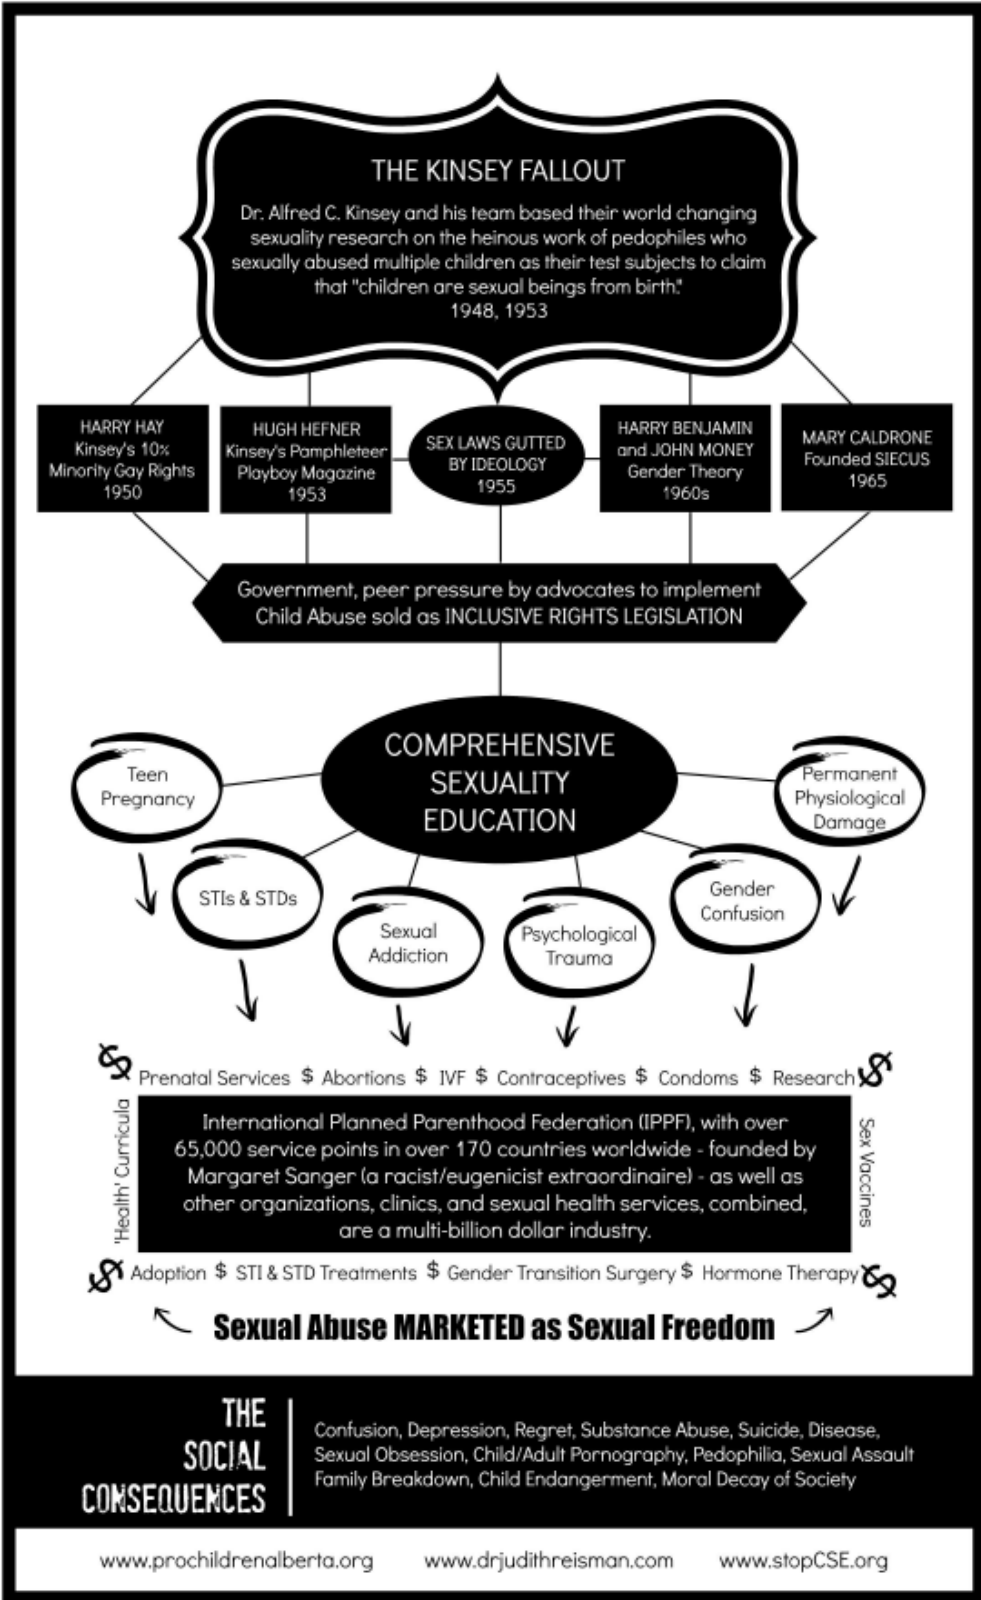 THE KINSEY FALLOUT
Dr. Alfred C. Kinsey and his team based their world changing
sexuality research on the heinous work of pedophiles who
sexually abused multiple children as their test subjects to claim
that "children are sexual beings from birth."
1948, 1953
HARRY HAY
Kinsey's 10%
Minority Gay Rights
1950
HUGH HEFNER
Kinsey's Pamphleteer
Playboy Magazine
1953
SEX LAWS GUTTED
BY IDEOLOGY
1955
HARRY BENJAMIN
and JOHN MONEY
Gender Theory
1960s
MARY CALDRONE
Founded SIECUS
1965
Government, peer pressure by advocates to implement
Child Abuse sold as INCLUSIVE RIGHTS LEGISLATION
COMPREHENSIVE
SEXUALITY
EDUCATION
Teen
Pregnancy
STIs & STDs
Sexual
Addiction
Psychological
Trauma
Gender
Confusion
Permanent
Physiological
Damage
$ Prenatal Services $ Abortions $ IVF $ Contraceptives $ Condoms $ Research $
'Health' Curricula
International Planned Parenthood Federation (IPPF), with over
65,000 service points in over 170 countries worldwide - founded by
Margaret Sanger (a racist/eugenicist extraordinaire) - as well as
other organizations, clinics, and sexual health services, combined,
are a multi-billion dollar industry.
Sex Vaccines
$ Adoption $ STI & STD Treatments $ Gender Transition Surgery $ Hormone Therapy $
Sexual Abuse MARKETED as Sexual Freedom
THE
SOCIAL
CONSEQUENCES
Confusion, Depression, Regret, Substance Abuse, Suicide, Disease,
Sexual Obsession, Child/Adult Pornography, Pedophilia, Sexual Assault
Family Breakdown, Child Endangerment, Moral Decay of Society
www.prochildrenalberta.org www.drjudithreisman.com www.stopCSE.org